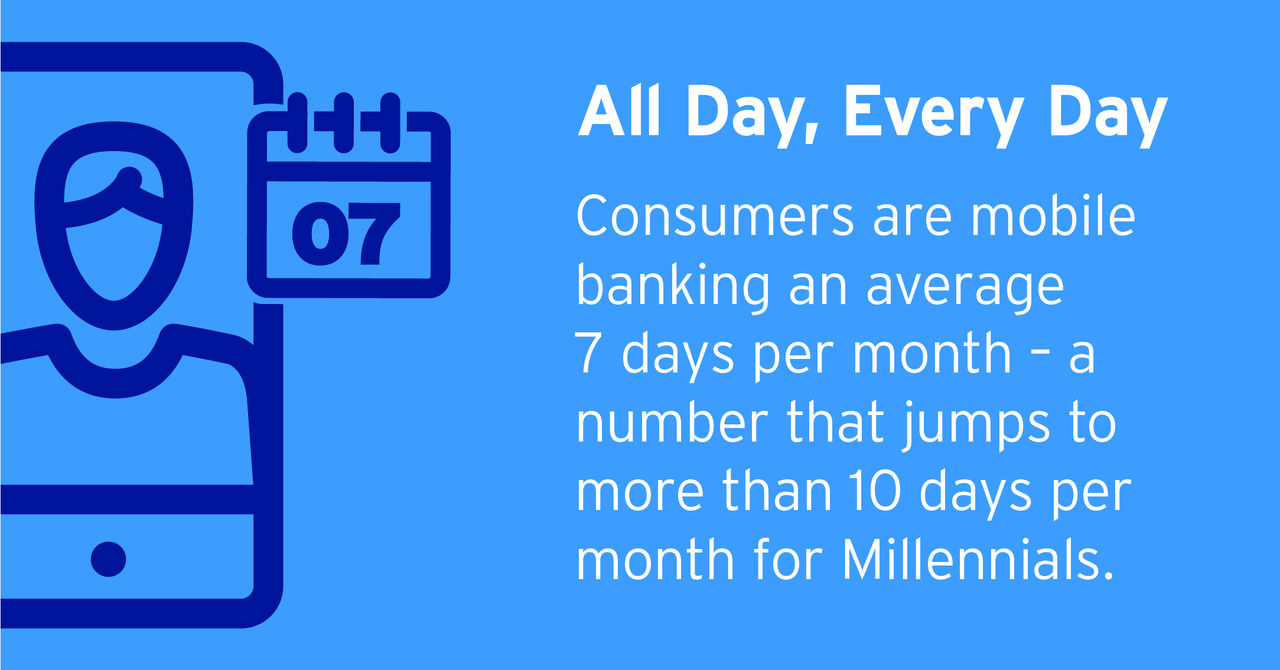 07
All Day, Every Day
Consumers are mobile
banking an average
7 days per month – a
number that jumps to
more than 10 days per
month for Millennials.